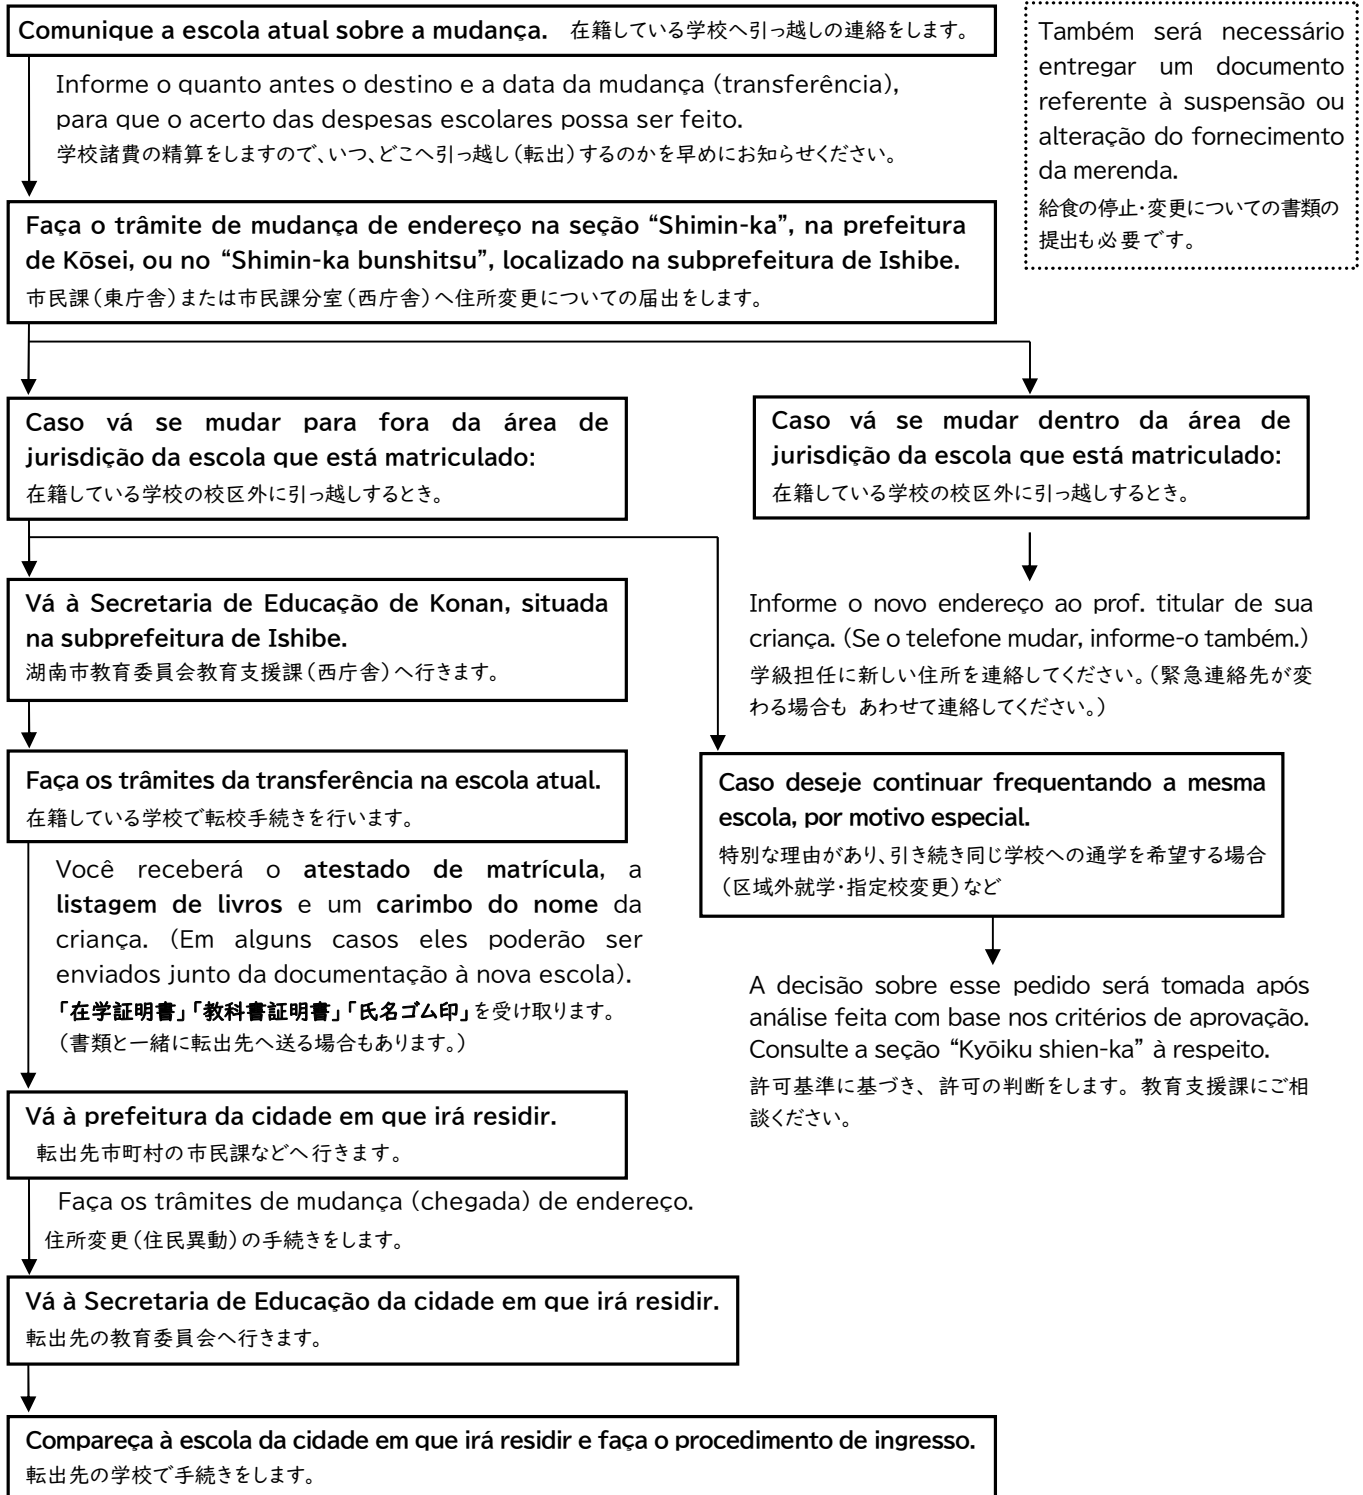 Comunique a escola atual sobre a mudança. 在籍している学校へ引っ越しの連絡をします。
Informe o quanto antes o destino e a data da mudança (transferência),
para que o acerto das despesas escolares possa ser feito.
学校諸費の精算をしますので、いつ、どこへ引っ越し（転出）するのかを早めにお知らせください。
Também será necessário
entregar um documento
referente à suspensão ou
alteração do fornecimento
da merenda.
給食の停止・変更についての書類の
提出も必要です。
Faça o trâmite de mudança de endereço na seção “Shimin-ka”, na prefeitura
de Kōsei, ou no “Shimin-ka bunshitsu”, localizado na subprefeitura de Ishibe.
市民課（東庁舎）または市民課分室（西庁舎）へ住所変更についての届出をします。
Caso vá se mudar para fora da área de
jurisdição da escola que está matriculado:
在籍している学校の校区外に引っ越しするとき。
Caso vá se mudar dentro da área de
jurisdição da escola que está matriculado:
在籍している学校の校区外に引っ越しするとき。
Vá à Secretaria de Educação de Konan, situada
na subprefeitura de Ishibe.
湖南市教育委員会教育支援課（西庁舎）へ行きます。
Informe o novo endereço ao prof. titular de sua
criança. (Se o telefone mudar, informe-o também.)
学級担任に新しい住所を連絡してください。（緊急連絡先が変
わる場合も あわせて連絡してください。）
Faça os trâmites da transferência na escola atual.
在籍している学校で転校手続きを行います。
Caso deseje continuar frequentando a mesma
escola, por motivo especial.
特別な理由があり、引き続き同じ学校への通学を希望する場合
（区域外就学・指定校変更）など
Você receberá o atestado de matrícula, a
listagem de livros e um carimbo do nome da
criança. (Em alguns casos eles poderão ser
enviados junto da documentação à nova escola).
「在学証明書」「教科書証明書」「氏名ゴム印」を受け取ります。
（書類と一緒に転出先へ送る場合もあります。）
A decisão sobre esse pedido será tomada após
análise feita com base nos critérios de aprovação.
Consulte a seção “Kyōiku shien-ka” à respeito.
許可基準に基づき、許可の判断をします。教育支援課にご相
談ください。
Vá à prefeitura da cidade em que irá residir.
転出先市町村の市民課などへ行きます。
Faça os trâmites de mudança (chegada) de endereço.
住所変更（住民異動）の手続きをします。
Vá à Secretaria de Educação da cidade em que irá residir.
転出先の教育委員会へ行きます。
Compareça à escola da cidade em que irá residir e faça o procedimento de ingresso.
転出先の学校で手続きをします。